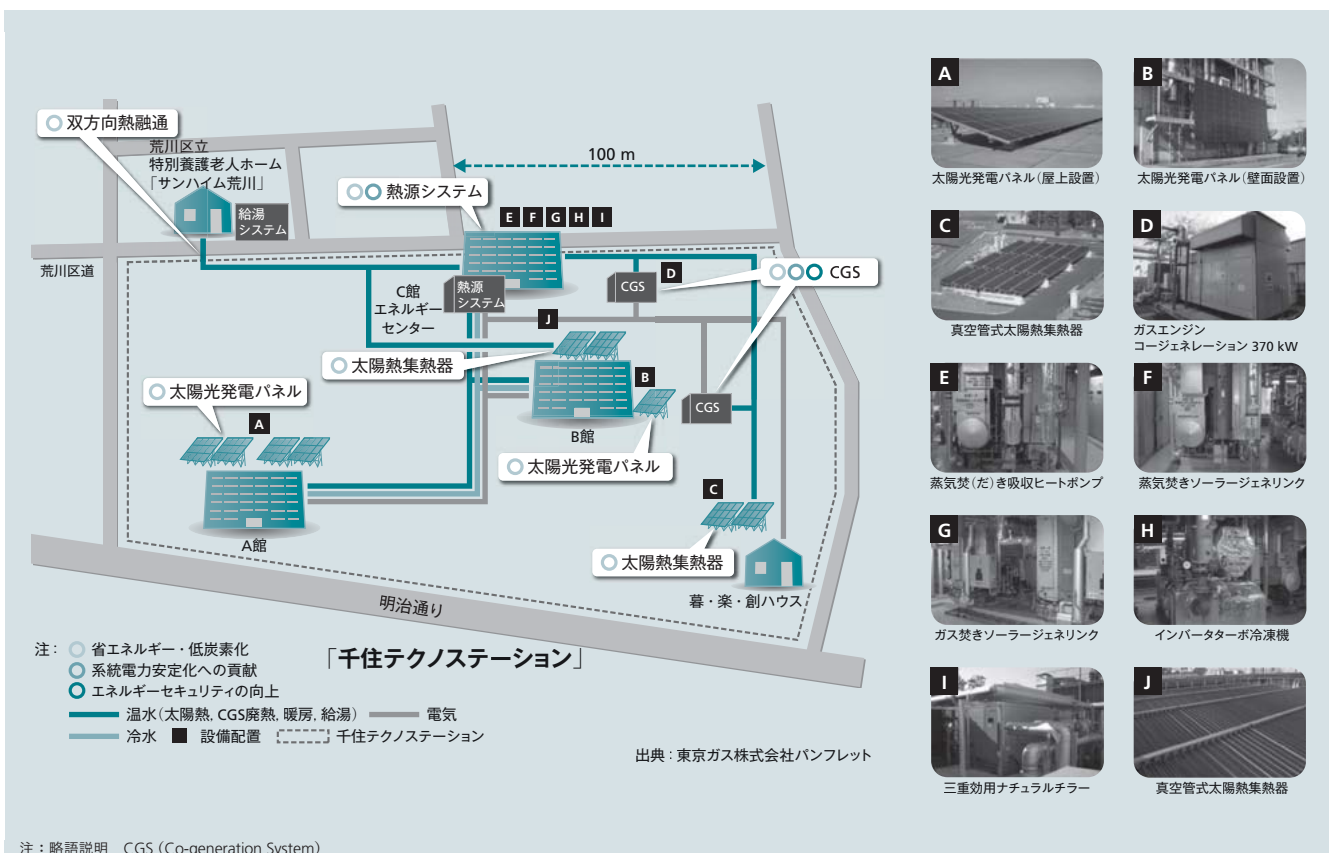 双方向熱融通
荒川区立
特別養護老人ホーム
「サンハイム荒川」
給湯
システム
100 m
熱源システム
E F G H I
荒川区道
C館
エネルギー
センター
熱源
システム
CGS
D
CGS
J
太陽熱集熱器
B
CGS
太陽光発電パネル
A
B館
太陽光発電パネル
C
A館
太陽熱集熱器
暮・楽・創ハウス
明治通り
「千住テクノステーション」
注: 省エネルギー・低炭素化
系統電力安定化への貢献
エネルギーセキュリティの向上
温水(太陽熱, CGS廃熱, 暖房, 給湯) 電気
冷水 設備配置 千住テクノステーション
出典:東京ガス株式会社パンフレット
A
太陽光発電パネル(屋上設置)
B
太陽光発電パネル(壁面設置)
C
真空管式太陽熱集熱器
D
ガスエンジン
コージェネレーション 370 kW
E
蒸気焚(だ)き吸収ヒートポンプ
F
蒸気焚きソーラージェネリンク
G
ガス焚きソーラージェネリンク
H
インバータターボ冷凍機
I
三重効用ナチュラルチラー
J
真空管式太陽熱集熱器
注:略語説明 CGS(Co-generation System)